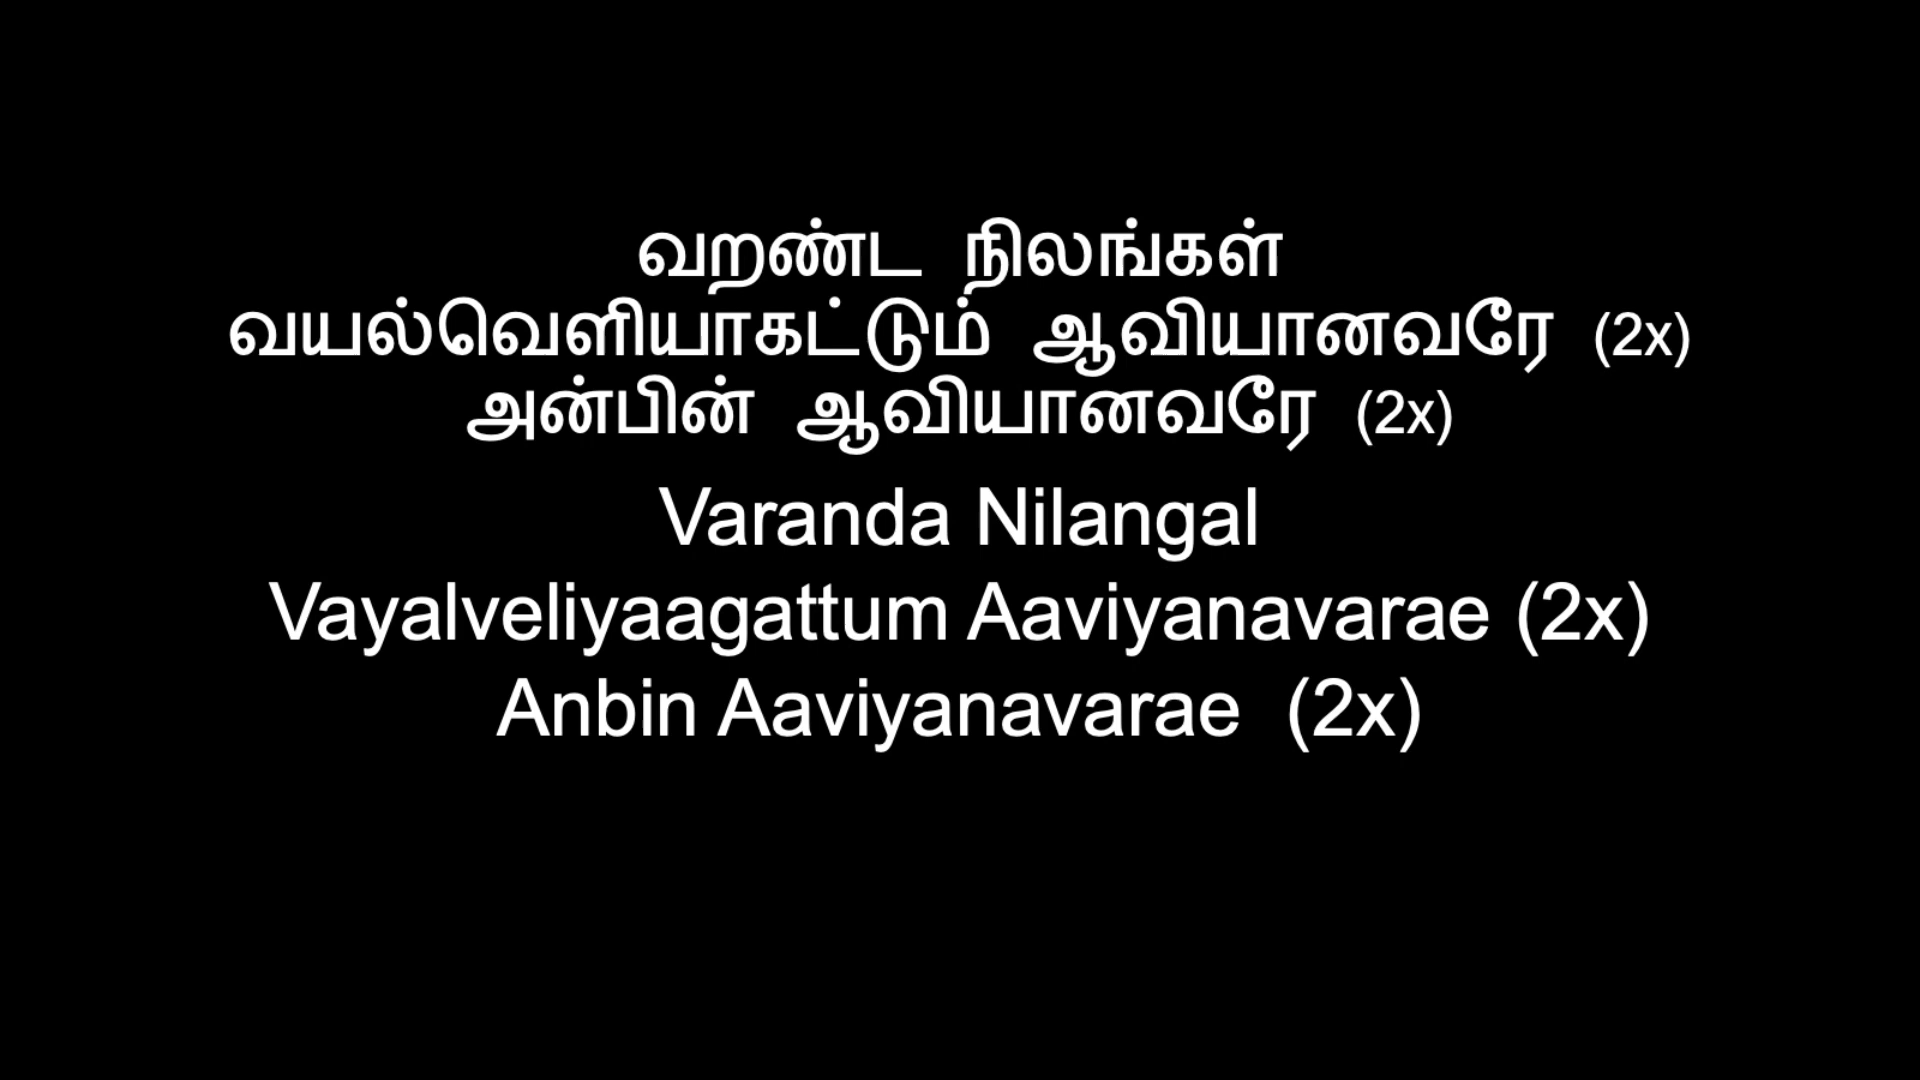 வறண்ட நிலங்கள்
வயல்வெளியாகட்டும் ஆவியானவரே (2x)
அன்பின் ஆவியானவரே (2x)
Varanda Nilangal
Vayalveliyaagattum Aaviyanavarae (2x)
Anbin Aaviyanavarae (2x)